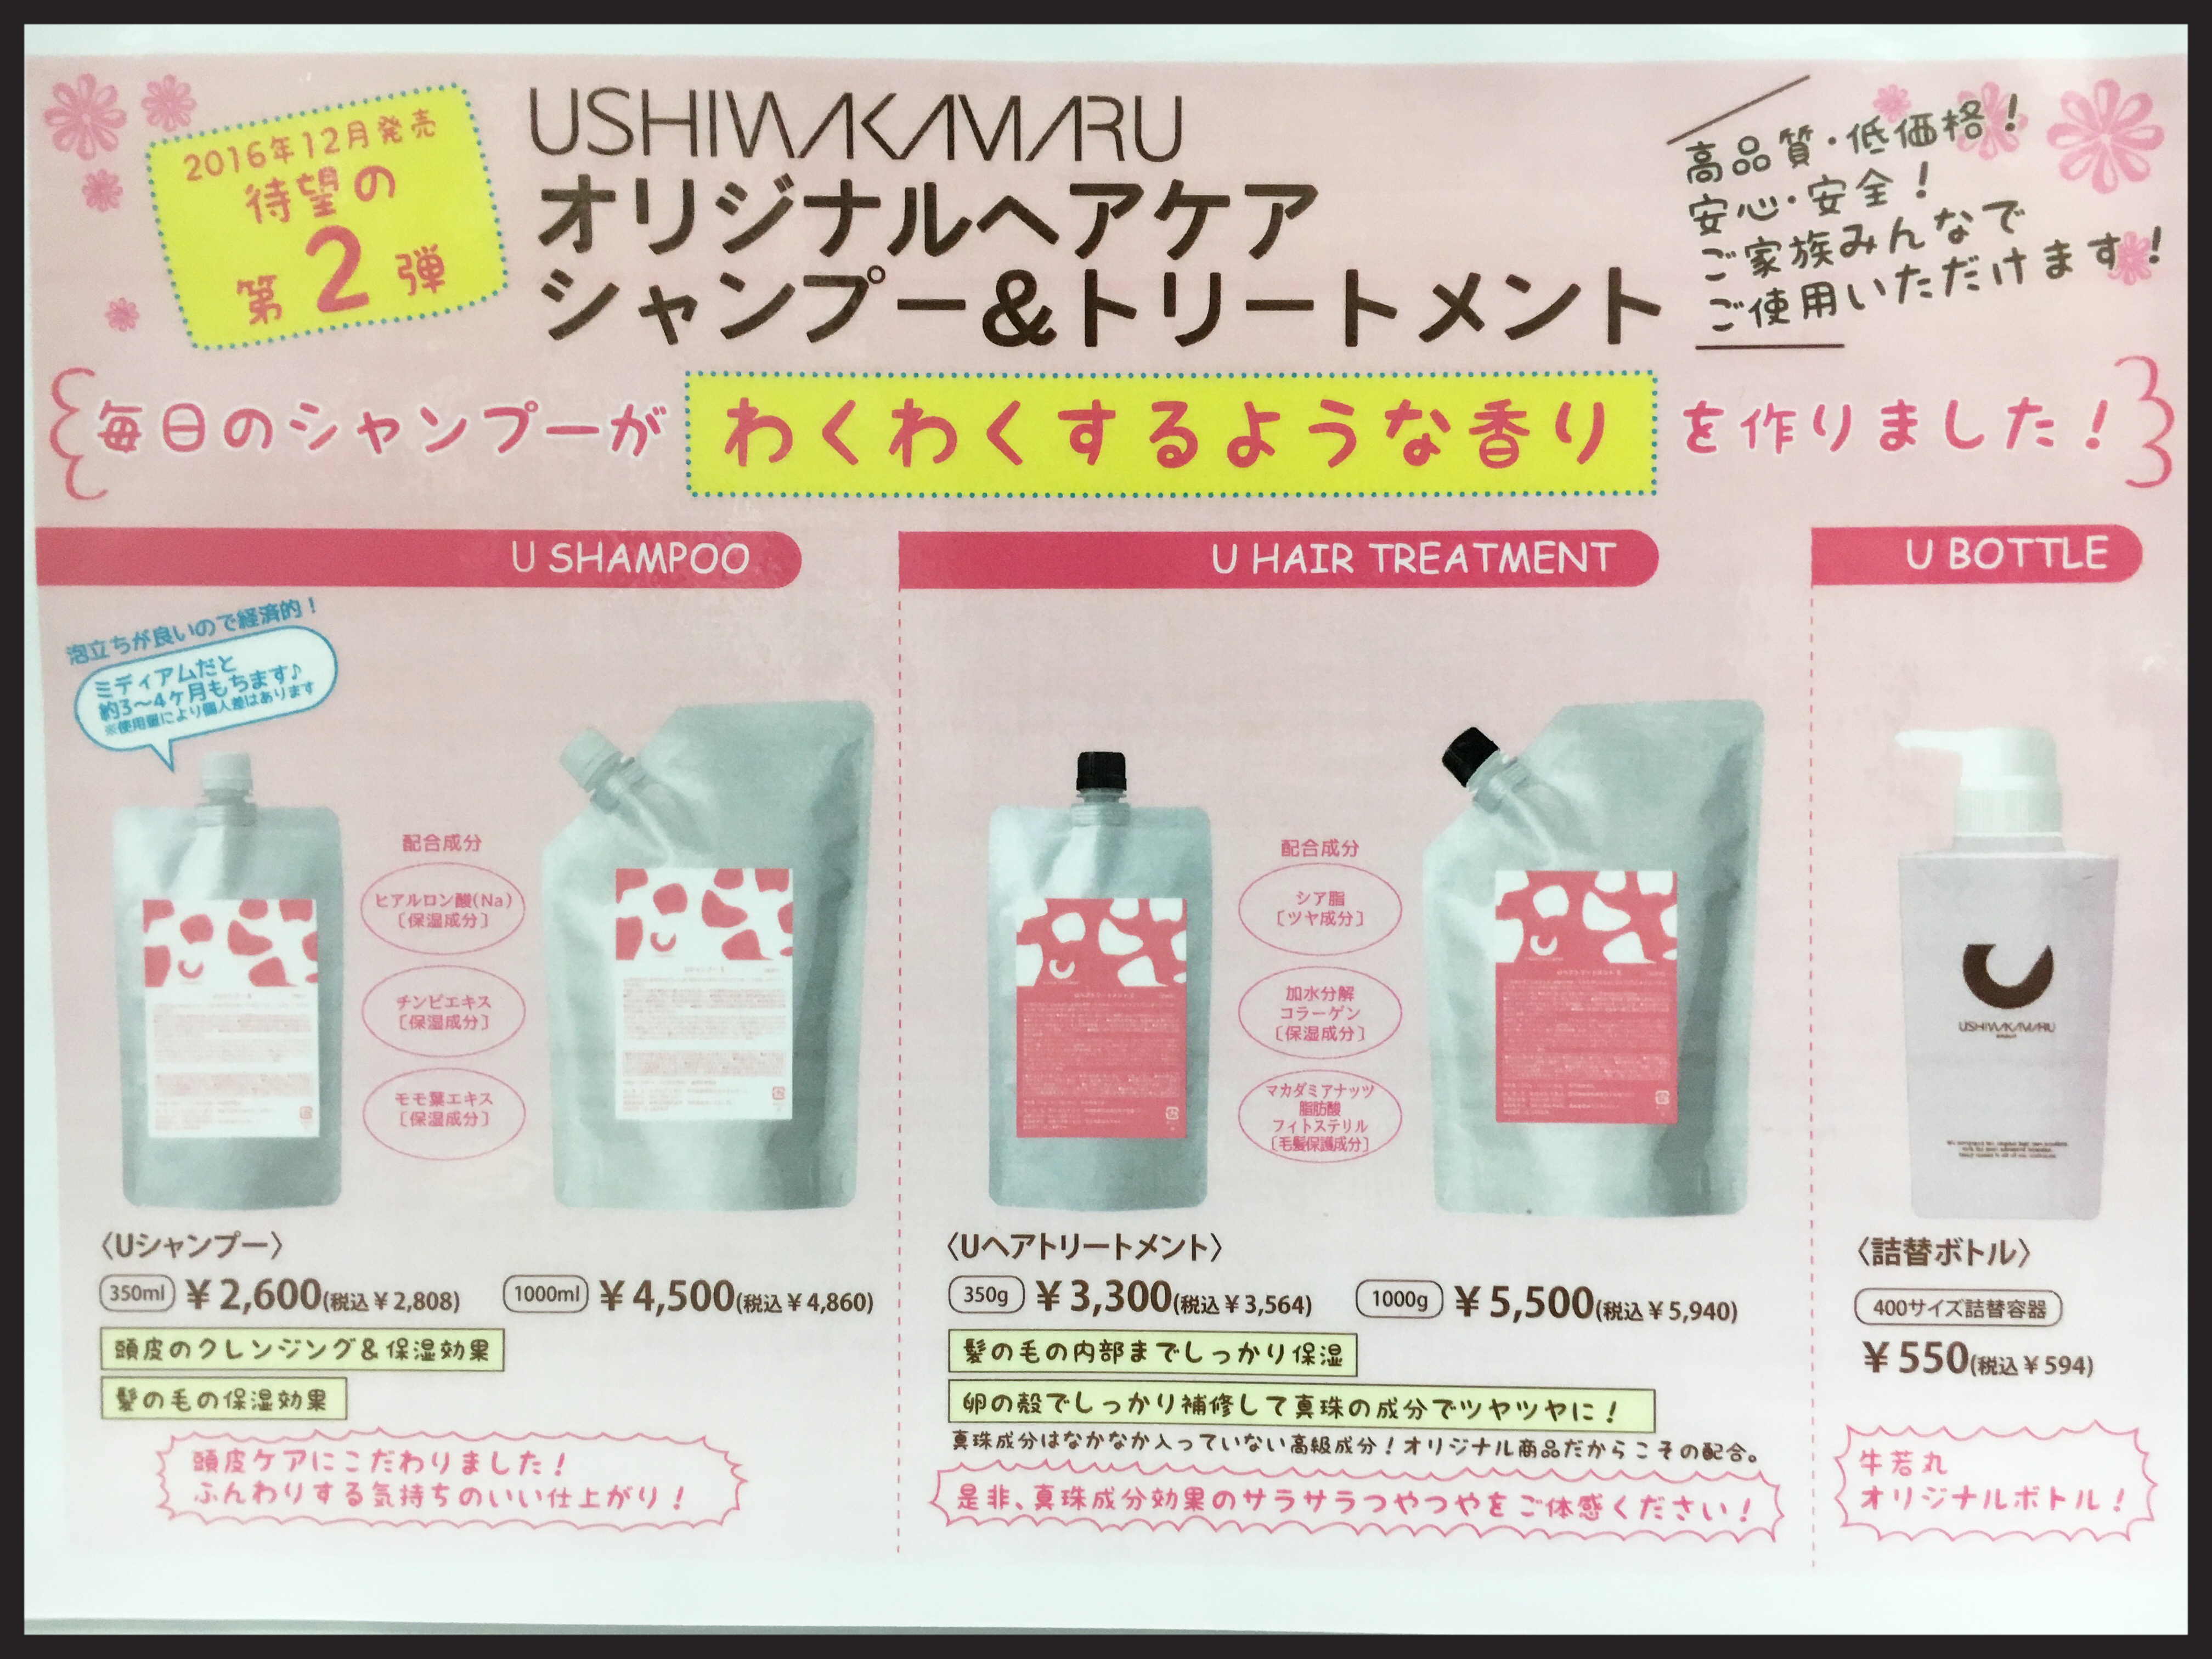 2016年12月発売
待望の
第2弾
USHIWAKAMARU
オリジナルヘアケア
シャンプー&トリートメント
高品質・低価格！
安心・安全！
ご家族みんなで
ご使用いただけます！
毎日のシャンプーがわくわくするような香りを作りました！
U SHAMPOO
泡立ちが良いので経済的！
ミディアムだと
約3～4ヶ月もちます♪
※使用量により個人差はあります
配合成分
ヒアルロン酸(Na)
〔保湿成分〕
チンピエキス
〔保湿成分〕
モモ葉エキス
〔保湿成分〕
〈Uシャンプー〉
350ml ¥2,600(税込¥2,808) 1000ml ¥4,500(税込¥4,860)
頭皮のクレンジング&保湿効果
髪の毛の保湿効果
頭皮ケアにこだわりました！
ふんわりする気持ちのいい仕上がり！
U HAIR TREATMENT
配合成分
シア脂
〔ツヤ成分〕
加水分解
コラーゲン
〔保湿成分〕
マカダミアナッツ
脂肪酸
フィトステリル
〔毛髪保護成分〕
〈Uヘアトリートメント〉
350g ¥3,300(税込¥3,564) 1000g ¥5,500(税込¥5,940)
髪の毛の内部までしっかり保湿
卵の殻でしっかり補修して真珠の成分でツヤツヤに！
真珠成分はなかなか入っていない高級成分！オリジナル商品だからこその配合。
是非、真珠成分効果のサラサラつやつやをご体感ください！
U BOTTLE
USHIWAKAMARU
〈詰替ボトル〉
400サイズ詰替容器
¥550(税込¥594)
牛若丸
オリジナルボトル！